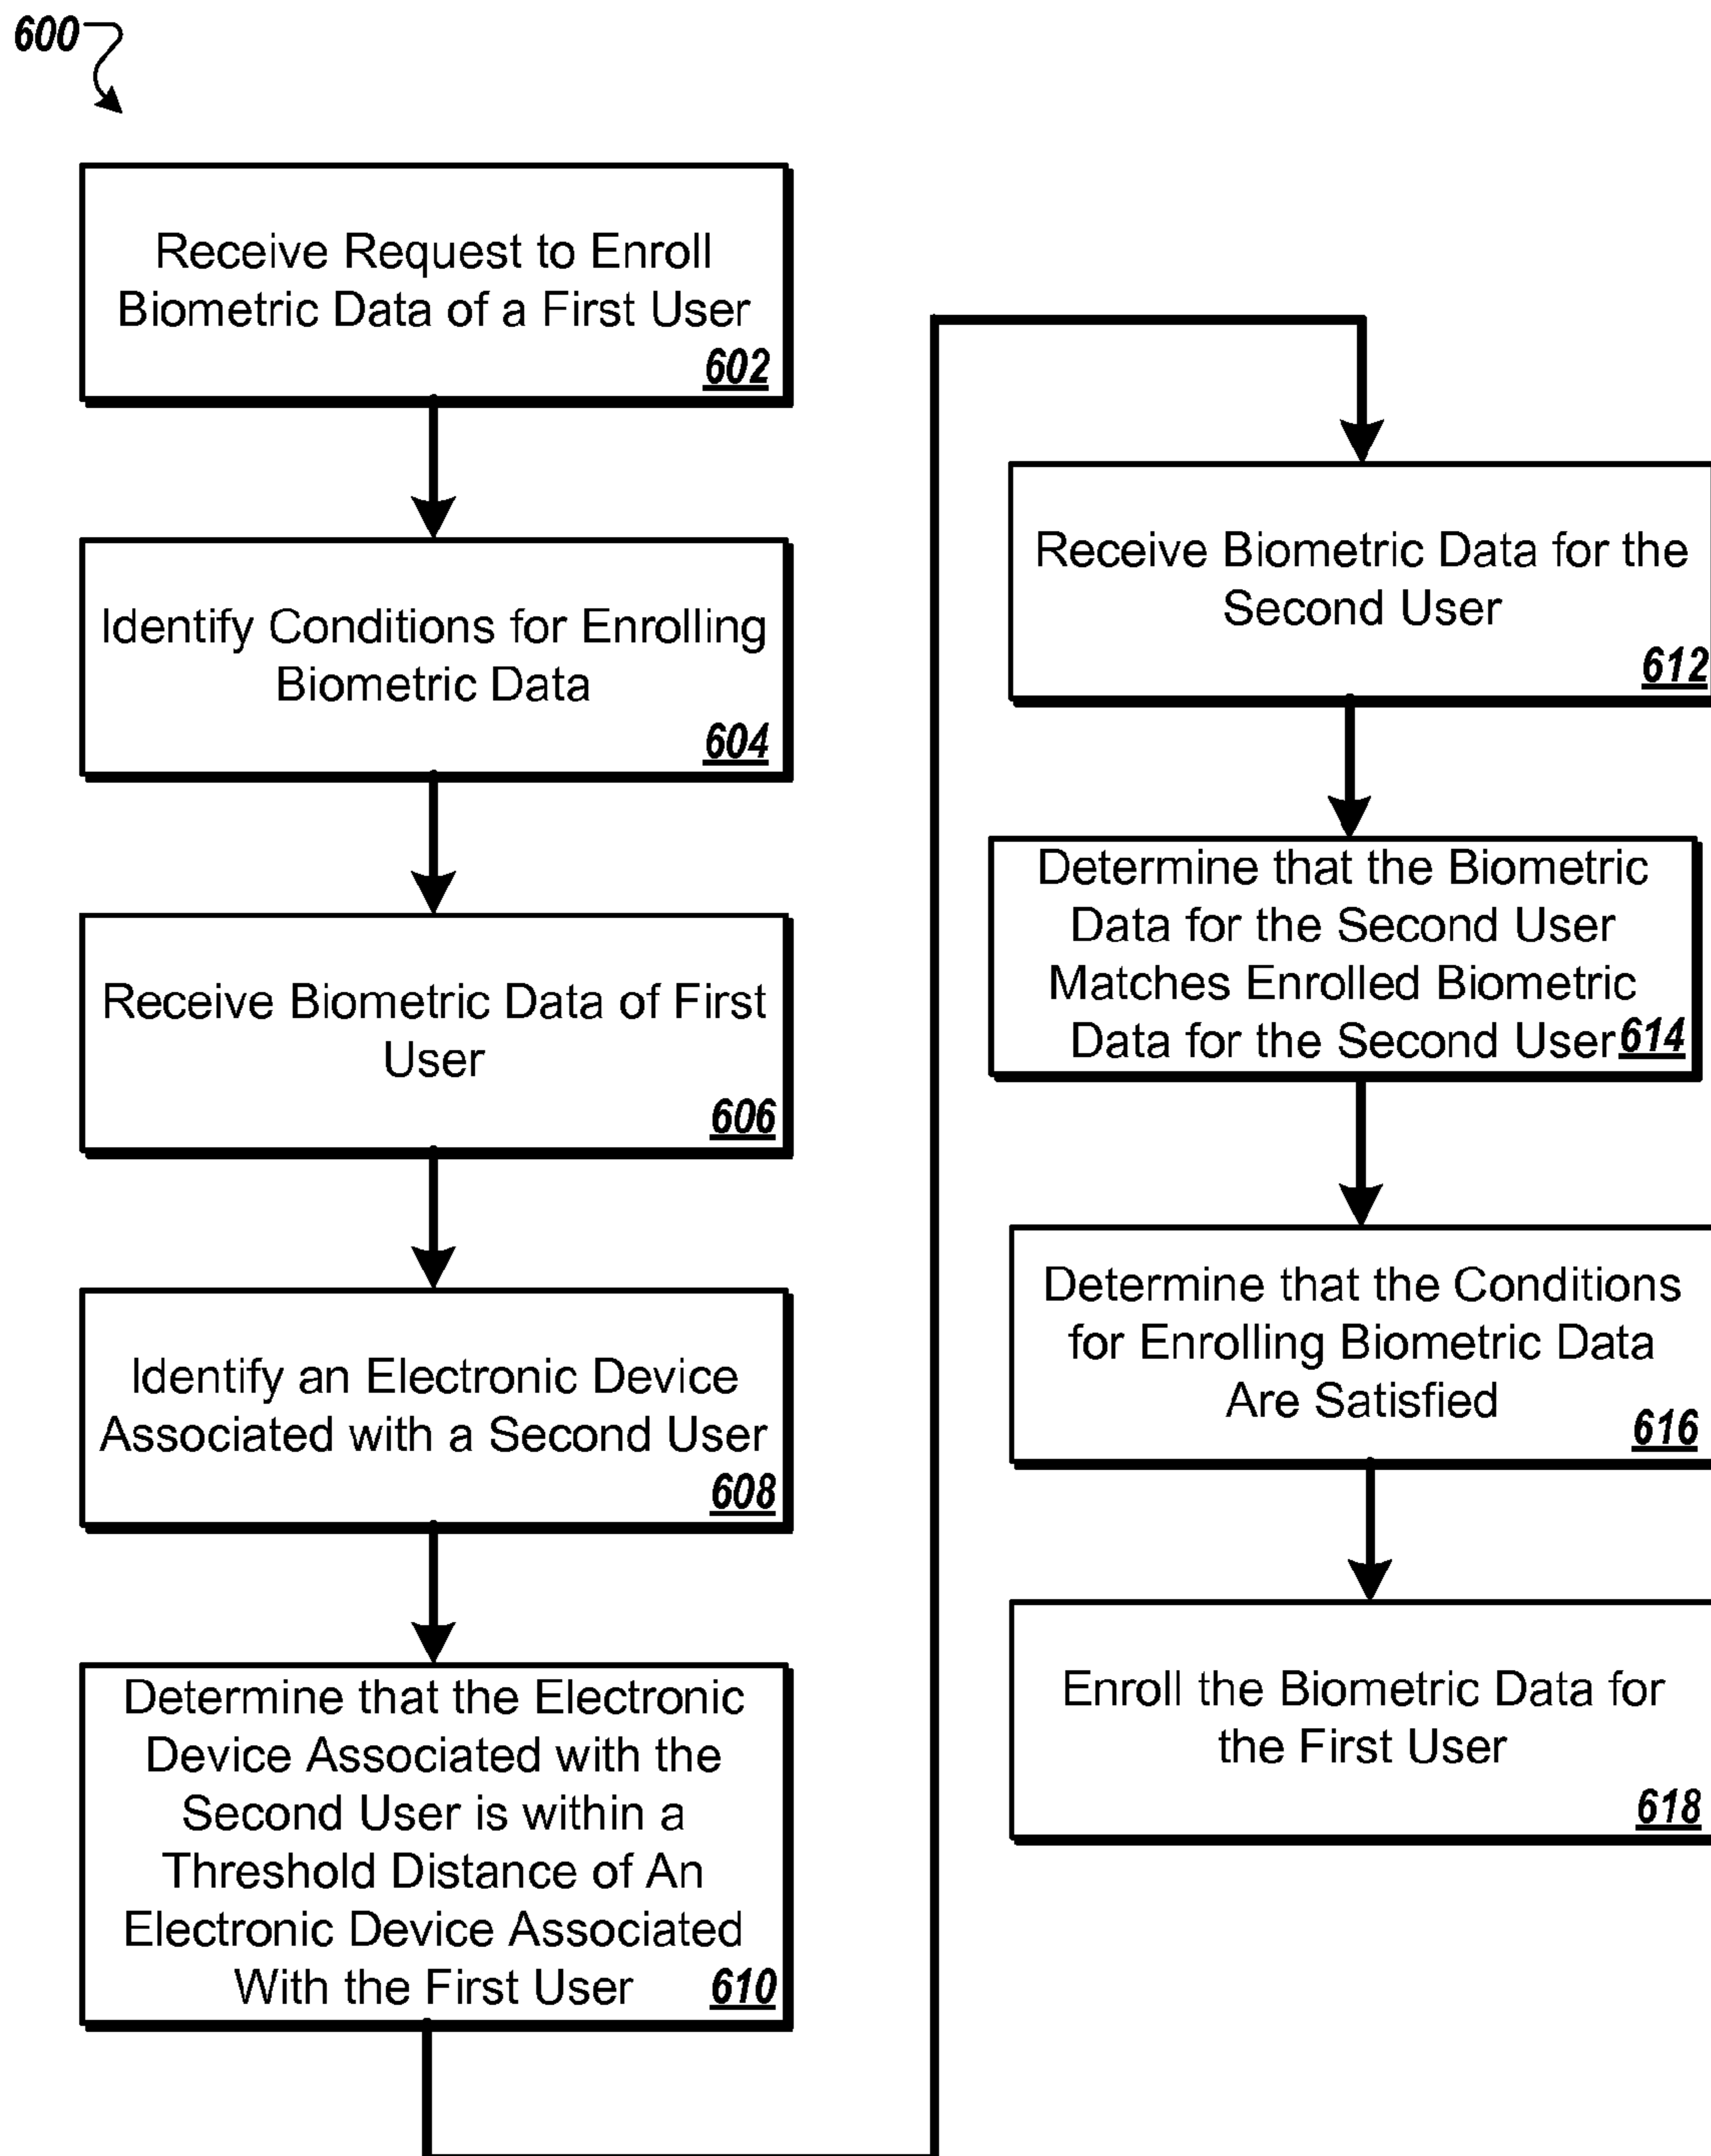 600
Receive Request to Enroll
Biometric Data of a First User
602
Identify Conditions for Enrolling
Biometric Data
604
Receive Biometric Data of First
User
606
Identify an Electronic Device
Associated with a Second User
608
Determine that the Electronic
Device Associated with the
Second User is within a
Threshold Distance of An
Electronic Device Associated
With the First User
610
Receive Biometric Data for the
Second User
612
Determine that the Biometric
Data for the Second User
Matches Enrolled Biometric
Data for the Second User
614
Determine that the Conditions
for Enrolling Biometric Data
Are Satisfied
616
Enroll the Biometric Data for
the First User
618